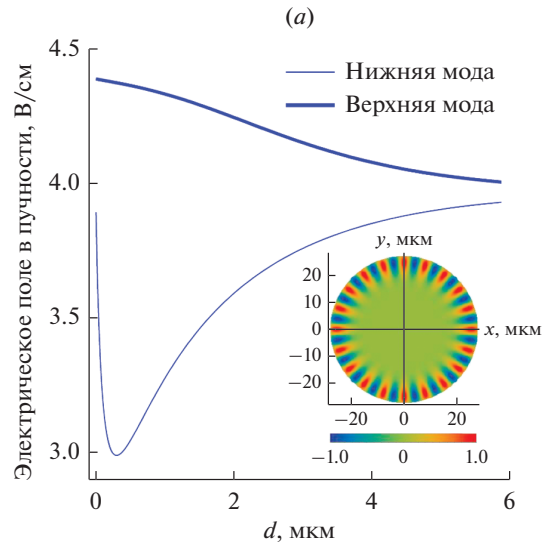 (а)
Электрическое поле в пучности, В/см
4.5
4.0
3.5
3.0
Нижняя мода
Верхняя мода
y, мкм
20
10
0
−10
−20
x, мкм
−20
0
20
−1.0
0
1.0
0
2
4
6
d, мкм